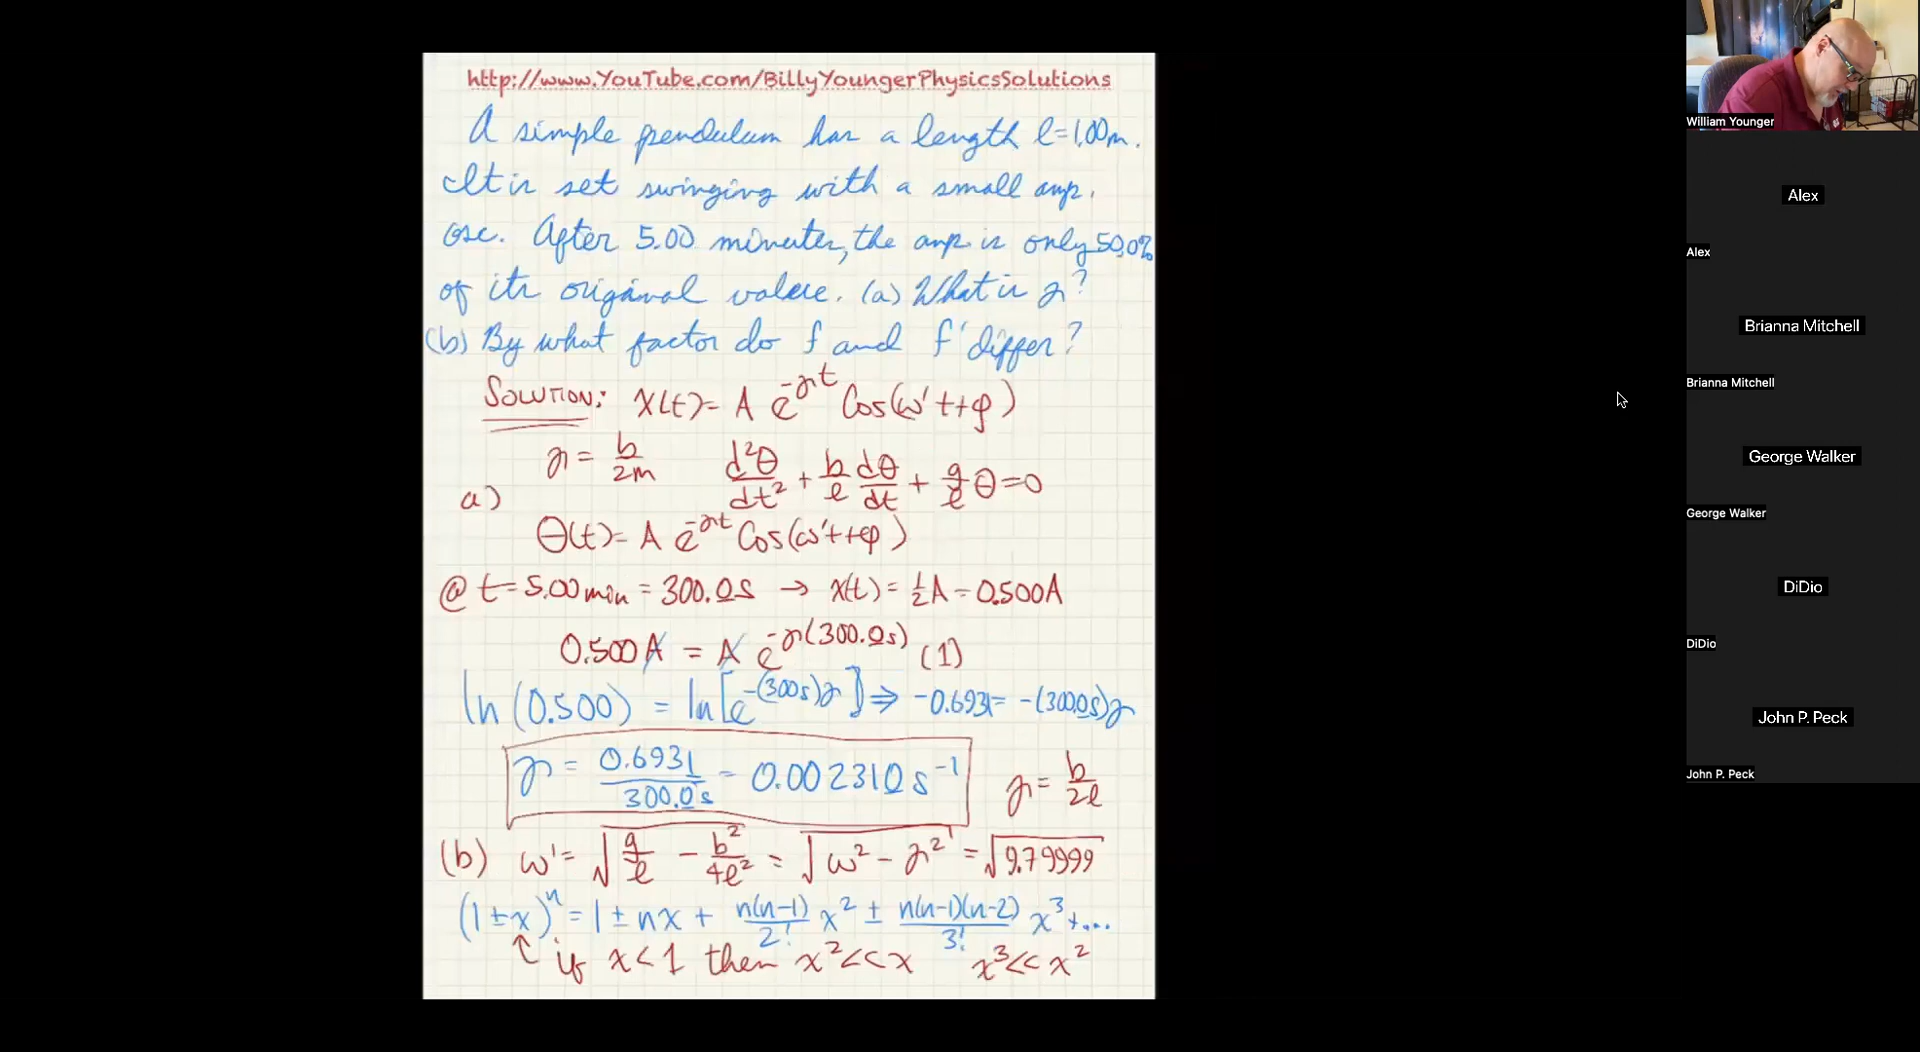 http://www.YouTube.com/BillyYoungerPhysicsSolutions
A simple pendulum has a length l=1.00m.
It is set swinging with a small amp.
osc. After 5.00 minutes, the amp. is only 50.0%
of its original value. (a) What is γ?
(b) By what factor do f and f' differ?
SOLUTION: x(t)= A e^-γt Cos(ω't+φ)
γ = b/2m d²θ/dt² + b/l dθ/dt + g/l θ=0
a)
θ(t)= A e^-γt Cos(ω't+φ)
@ t=5.00min = 300.0s → x(t) = ½A = 0.500A
0.500A = A e^-γ(300.0s) (1)
ln(0.500) = ln[e^-(300s)γ] ⇒ -0.6931= -(300.0s)γ
γ = 0.6931/300.0s = 0.002310 s⁻¹ γ = b/2l
(b) ω' = √(g/l - b²/4l²) = √(ω² - γ²) = √9.79999
(1±x)^n = 1 ± nx + n(n-1)/2! x² ± n(n-1)(n-2)/3! x³ +...
↑ if x<1 then x²<<x x³<<x²
William Younger
Alex
Alex
Brianna Mitchell
Brianna Mitchell
George Walker
George Walker
DiDio
DiDio
John P. Peck
John P. Peck